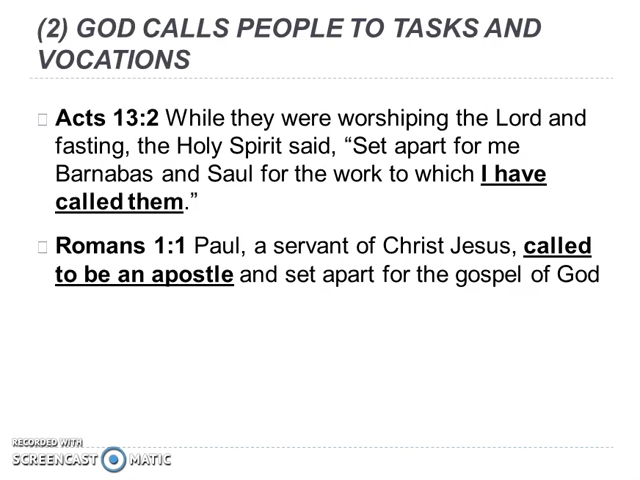 (2) GOD CALLS PEOPLE TO TASKS AND
VOCATIONS
Acts 13:2 While they were worshiping the Lord and
fasting, the Holy Spirit said, “Set apart for me
Barnabas and Saul for the work to which I have
called them.”
Romans 1:1 Paul, a servant of Christ Jesus, called
to be an apostle and set apart for the gospel of God
RECORDED WITH
SCREENCAST MATIC